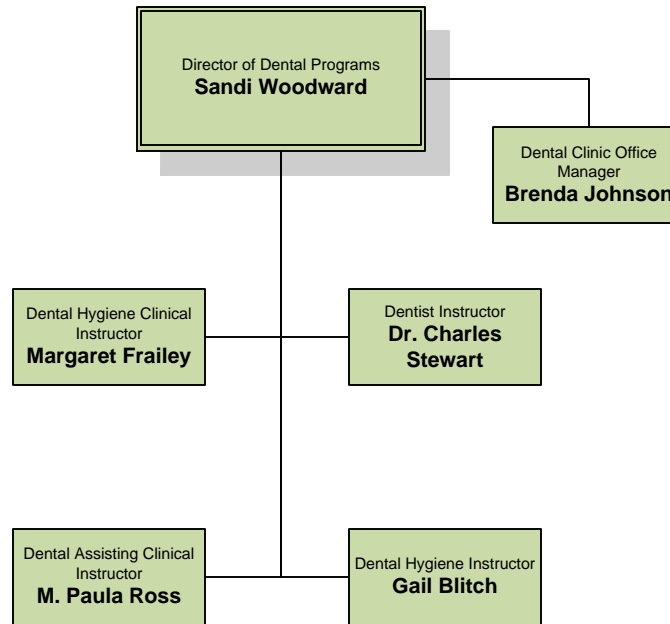 Director of Dental Programs
Sandi Woodward
Dental Clinic Office
Manager
Brenda Johnson
Dental Hygiene Clinical
Instructor
Margaret Frailey
Dentist Instructor
Dr. Charles
Stewart
Dental Assisting Clinical
Instructor
M. Paula Ross
Dental Hygiene Instructor
Gail Blitch